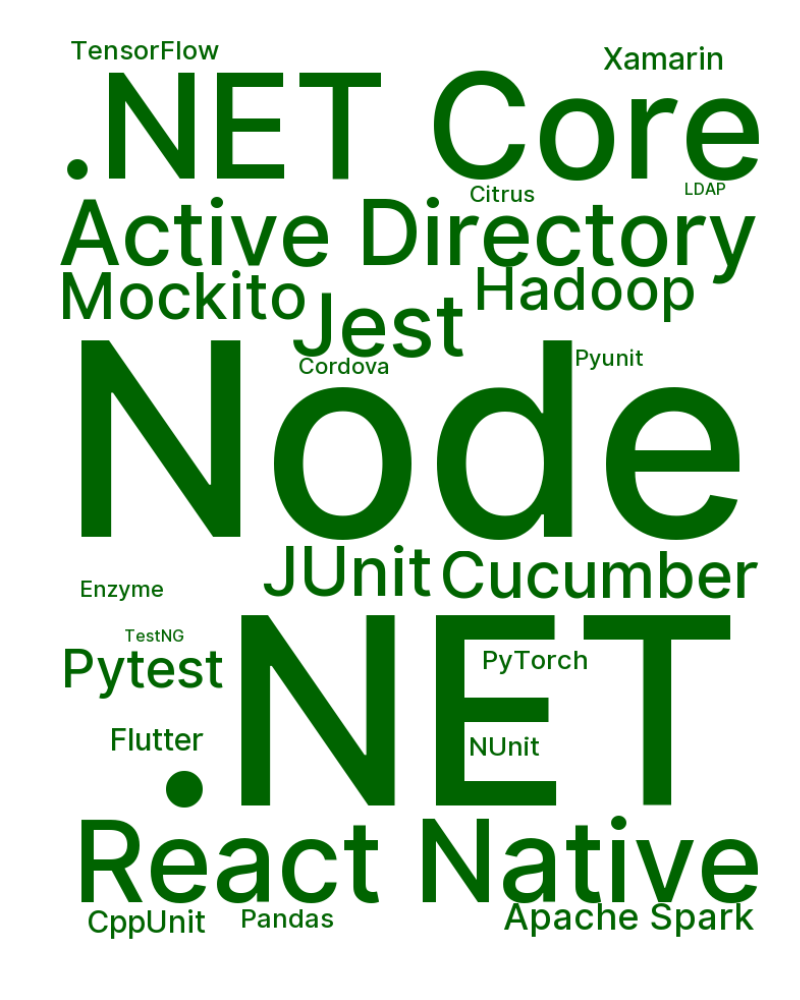 TensorFlow
Xamarin
.NET Core
Citrus
LDAP
Active Directory
Mockito
Jest
Hadoop
Cordova
Pyunit
Node
JUnit
Cucumber
Enzyme
TestNG
Pytest
.NET
PyTorch
Flutter
NUnit
React Native
CppUnit
Pandas
Apache Spark